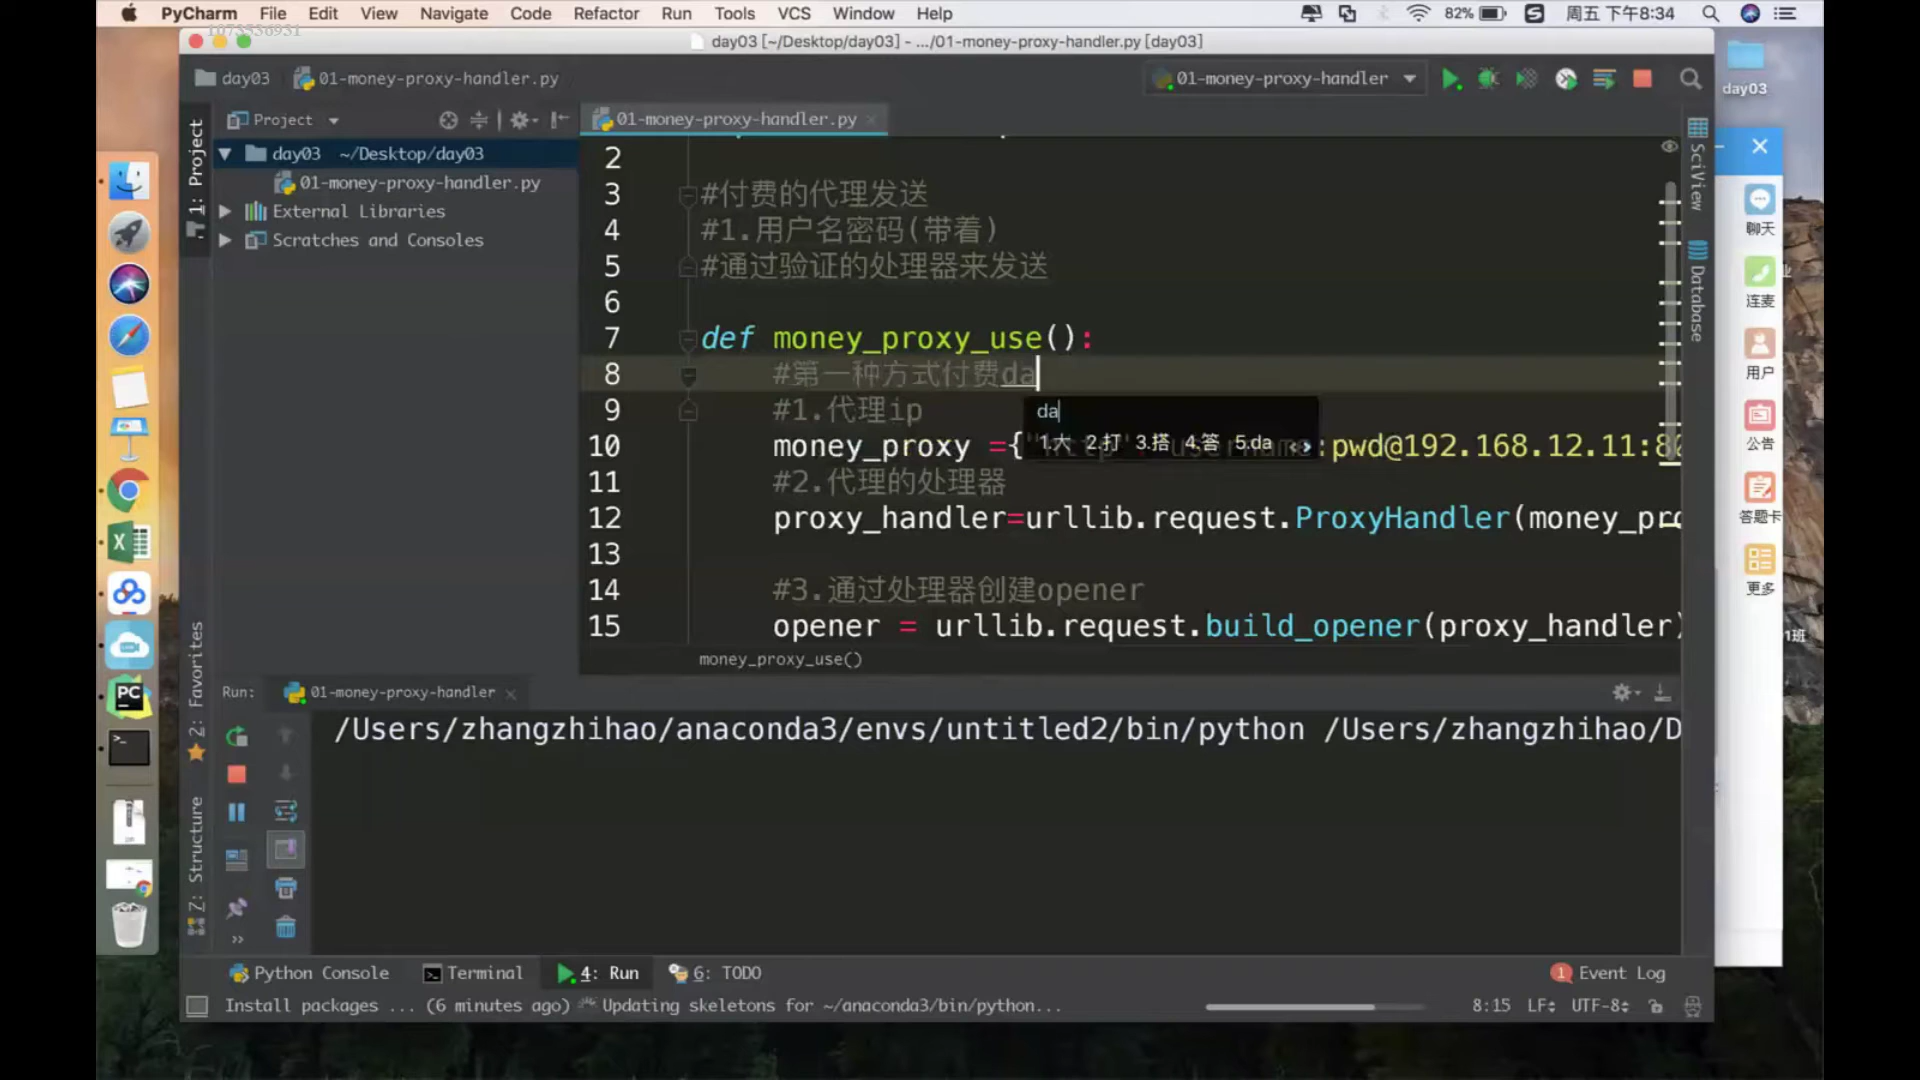 PyCharm File Edit View Navigate Code Refactor Run Tools VCS Window Help 82% 周五 下午8:34
day03 [~/Desktop/day03] - .../01-money-proxy-handler.py [day03]
day03 01-money-proxy-handler.py 01-money-proxy-handler
day03
Project 01-money-proxy-handler.py
1: Project
day03 ~/Desktop/day03
01-money-proxy-handler.py
External Libraries
Scratches and Consoles
2
3 #付费的代理发送
4 #1.用户名密码(带着)
5 #通过验证的处理器来发送
6
7 def money_proxy_use():
8 #第一种方式付费da
9 #1.代理ip
da
1.大 2.打 3.搭 4.答 5.da
10 money_proxy ={"http":"username:pwd@192.168.12.11:80
11 #2.代理的处理器
12 proxy_handler=urllib.request.ProxyHandler(money_pro
13
14 #3.通过处理器创建opener
15 opener = urllib.request.build_opener(proxy_handler)
money_proxy_use()
SciView
Database
聊天
连麦
用户
公告
答题卡
更多
1班
2: Favorites
7: Structure
Run: 01-money-proxy-handler
/Users/zhangzhihao/anaconda3/envs/untitled2/bin/python /Users/zhangzhihao/D
Python Console Terminal 4: Run 6: TODO 1 Event Log
Install packages ... (6 minutes ago) Updating skeletons for ~/anaconda3/bin/python... 8:15 LF UTF-8